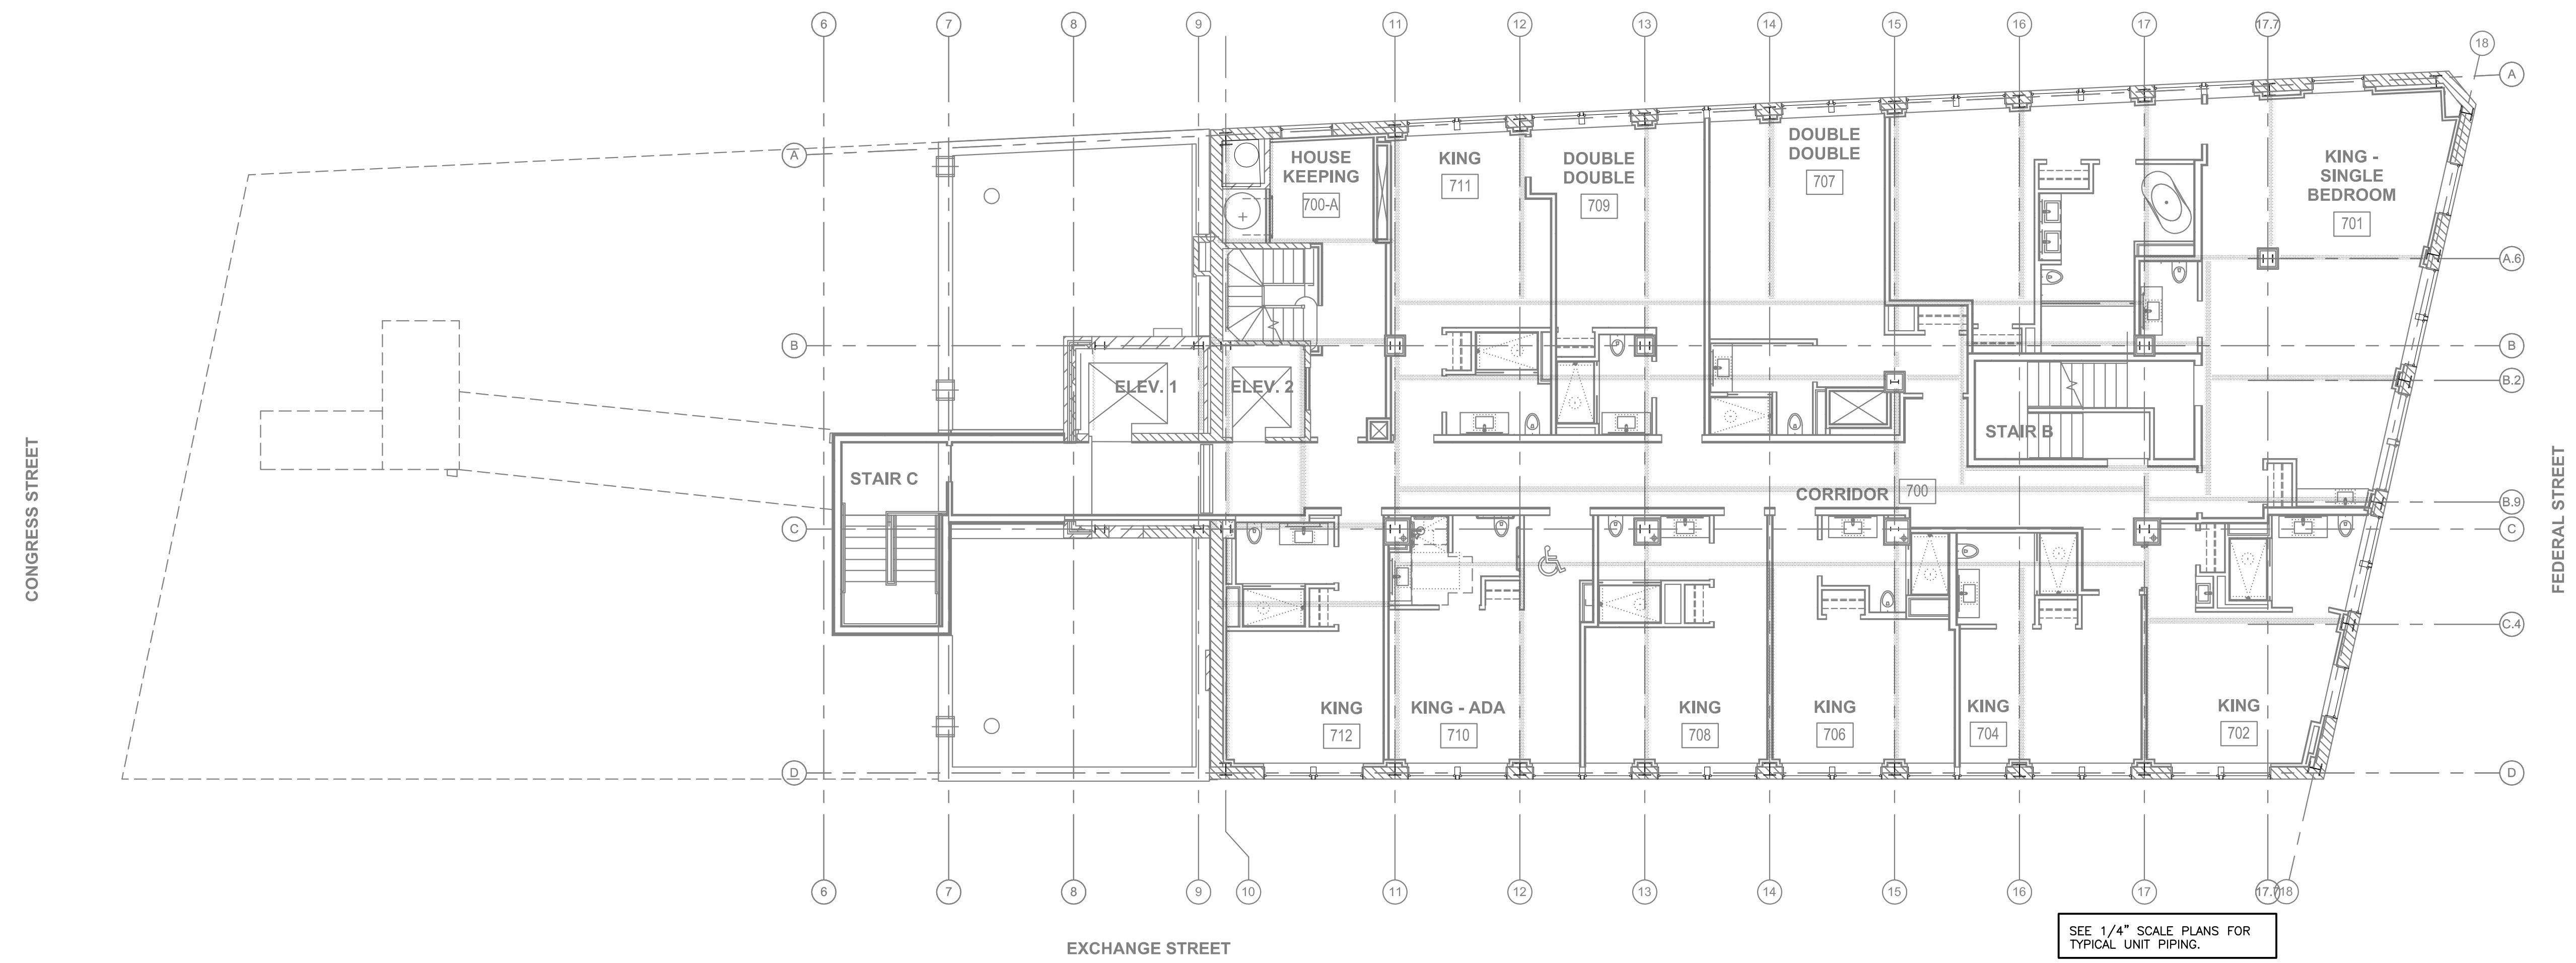 6 7 8 9 11 12 13 14 15 16 17 17.7 18
A
A
HOUSE
KEEPING
700-A
KING
711
DOUBLE
DOUBLE
709
DOUBLE
DOUBLE
707
KING -
SINGLE
BEDROOM
701
A.6
B
B
B.2
ELEV. 1
ELEV. 2
STAIR B
STAIR C
CORRIDOR 700
B.9
C
C
C.4
CONGRESS STREET
FEDERAL STREET
KING
712
KING - ADA
710
KING
708
KING
706
KING
704
KING
702
D
D
6 7 8 9 10 11 12 13 14 15 16 17 17.7 18
SEE 1/4" SCALE PLANS FOR
TYPICAL UNIT PIPING.
EXCHANGE STREET